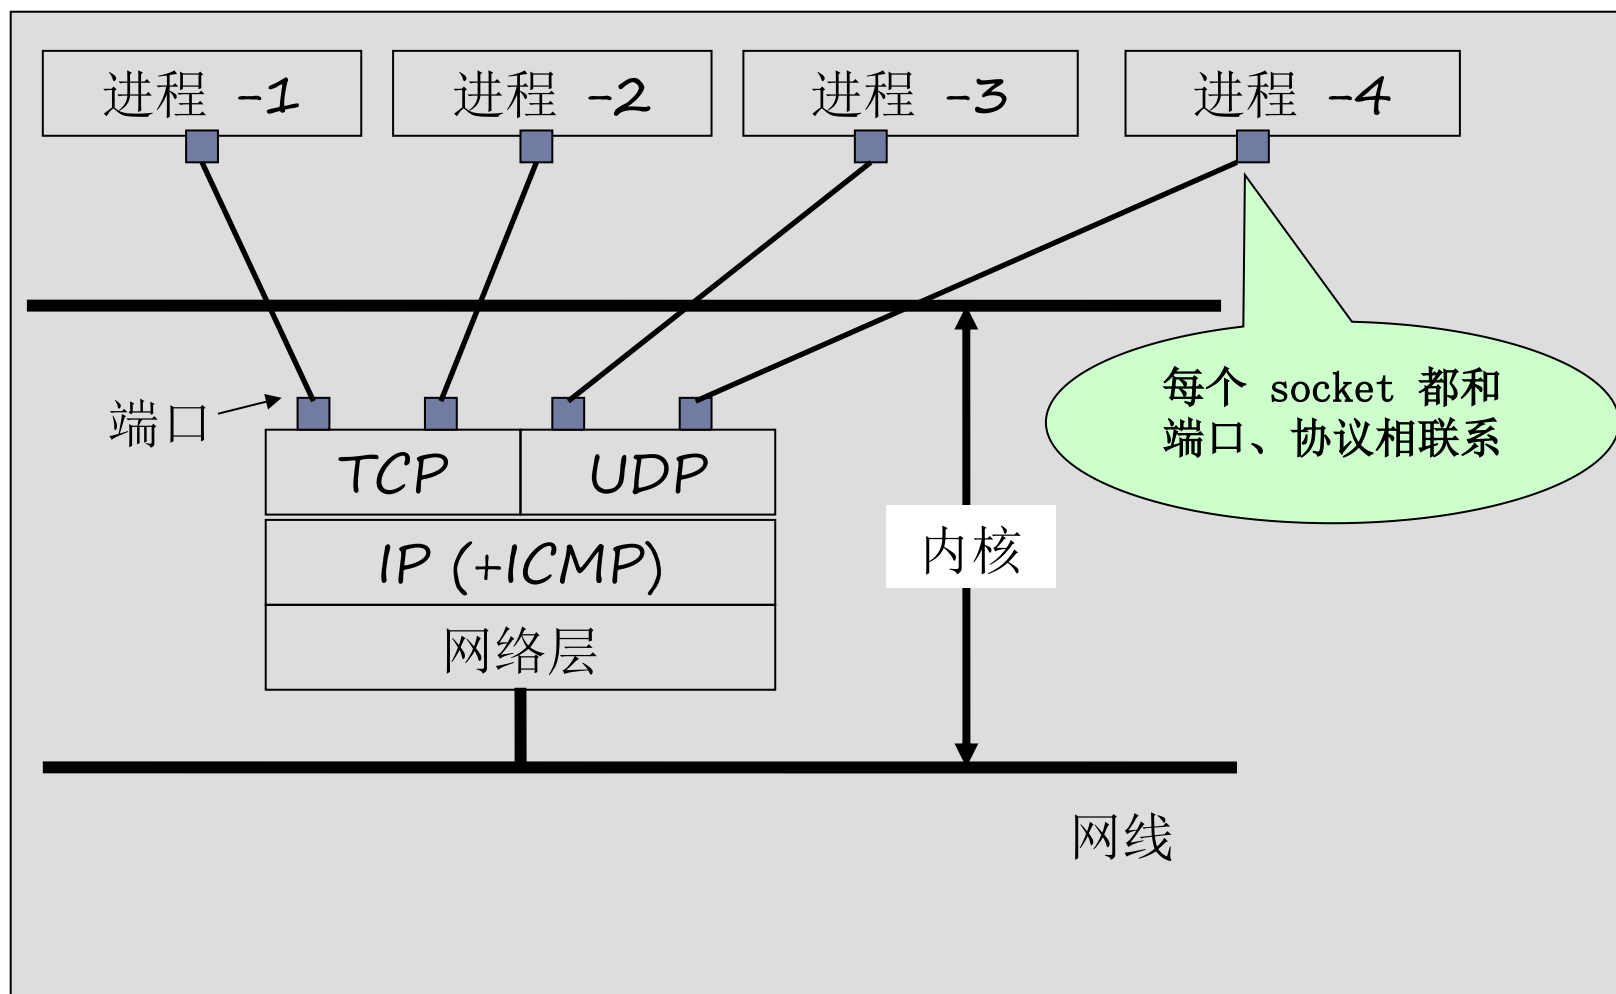 进程 -1
进程 -2
进程 -3
进程 -4
每个 socket 都和
端口、协议相联系
端口
TCP
UDP
IP (+ICMP)
内核
网络层
网线